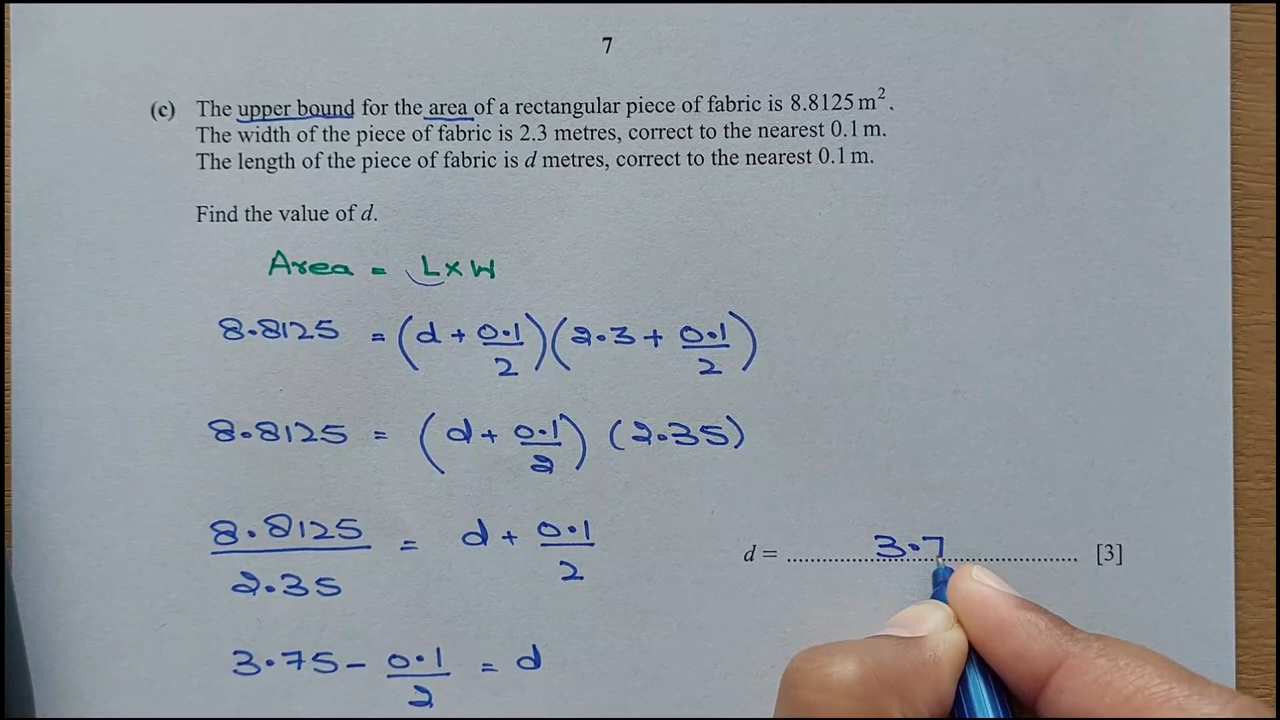 7
(c) The upper bound for the area of a rectangular piece of fabric is 8.8125 m².
The width of the piece of fabric is 2.3 metres, correct to the nearest 0.1 m.
The length of the piece of fabric is d metres, correct to the nearest 0.1 m.
Find the value of d.
Area = L × W
8.8125 = (d + 0.1/2)(2.3 + 0.1/2)
8.8125 = (d + 0.1/2) (2.35)
8.8125/2.35 = d + 0.1/2
d = .................... 3.7 .................... [3]
3.75 - 0.1/2 = d